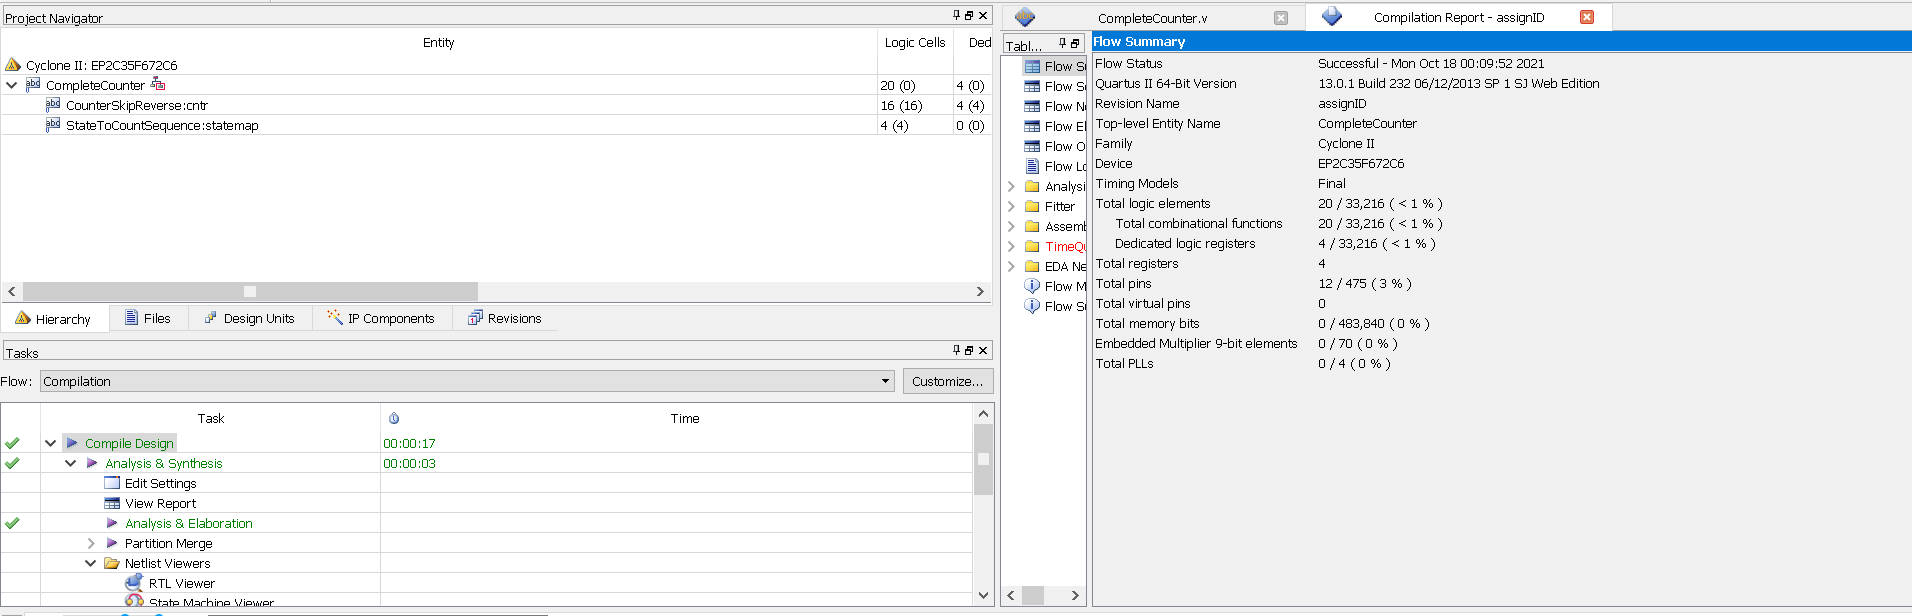 Project Navigator
Entity
Logic Cells
Ded
Cyclone II: EP2C35F672C6
CompleteCounter
20 (0)
4 (0)
CounterSkipReverse:cntr
16 (16)
4 (4)
StateToCountSequence:statemap
4 (4)
0 (0)
Hierarchy
Files
Design Units
IP Components
Revisions
Tasks
Flow:
Compilation
Customize...
Task
Time
Compile Design
00:00:17
Analysis & Synthesis
00:00:03
Edit Settings
View Report
Analysis & Elaboration
Partition Merge
Netlist Viewers
RTL Viewer
State Machine Viewer
CompleteCounter.v
Compilation Report - assignID
Tabl...
Flow S
Flow S
Flow N
Flow El
Flow O
Flow Lo
Analysi
Fitter
Assemb
TimeQu
EDA Ne
Flow M
Flow S
Flow Summary
Flow Status
Successful - Mon Oct 18 00:09:52 2021
Quartus II 64-Bit Version
13.0.1 Build 232 06/12/2013 SP 1 SJ Web Edition
Revision Name
assignID
Top-level Entity Name
CompleteCounter
Family
Cyclone II
Device
EP2C35F672C6
Timing Models
Final
Total logic elements
20 / 33,216 ( < 1 % )
Total combinational functions
20 / 33,216 ( < 1 % )
Dedicated logic registers
4 / 33,216 ( < 1 % )
Total registers
4
Total pins
12 / 475 ( 3 % )
Total virtual pins
0
Total memory bits
0 / 483,840 ( 0 % )
Embedded Multiplier 9-bit elements
0 / 70 ( 0 % )
Total PLLs
0 / 4 ( 0 % )